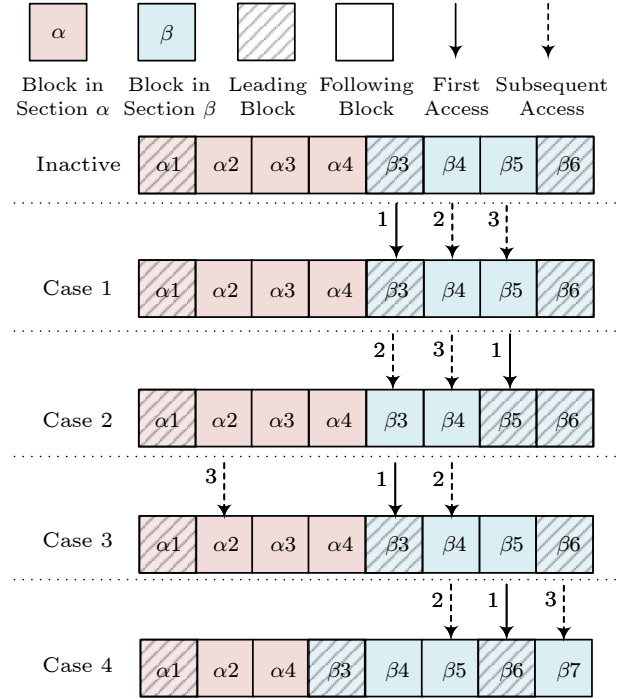 α β
Block in Block in Leading Following First Subsequent
Section α Section β Block Block Access Access
Inactive α1 α2 α3 α4 β3 β4 β5 β6
1 2 3
Case 1 α1 α2 α3 α4 β3 β4 β5 β6
2 3 1
Case 2 α1 α2 α3 α4 β3 β4 β5 β6
3 1 2
Case 3 α1 α2 α3 α4 β3 β4 β5 β6
2 1 3
Case 4 α1 α2 α4 β3 β4 β5 β6 β7